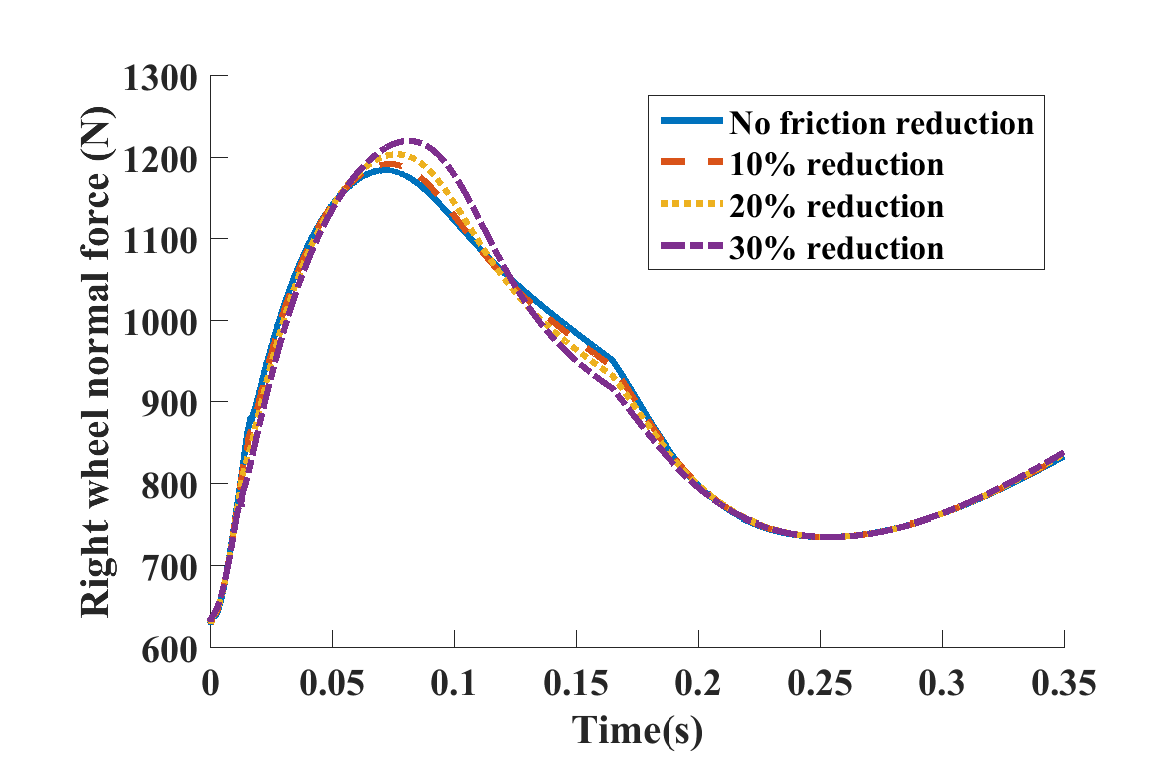 Right wheel normal force (N)
1300
1200
1100
1000
900
800
700
600
No friction reduction
10% reduction
20% reduction
30% reduction
0 0.05 0.1 0.15 0.2 0.25 0.3 0.35
Time(s)